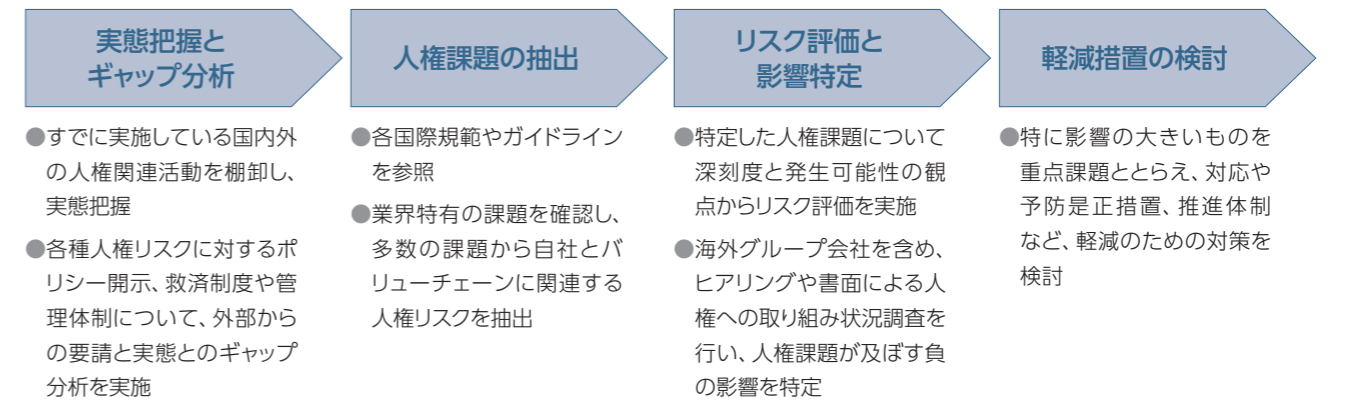 実態把握と
ギャップ分析
●すでに実施している国内外
の人権関連活動を棚卸し、
実態把握
●各種人権リスクに対するポ
リシー開示、救済制度や管
理体制について、外部から
の要請と実態とのギャップ
分析を実施
人権課題の抽出
●各国際規範やガイドライン
を参照
●業界特有の課題を確認し、
多数の課題から自社とバ
リューチェーンに関連する
人権リスクを抽出
リスク評価と
影響特定
●特定した人権課題について
深刻度と発生可能性の観
点からリスク評価を実施
●海外グループ会社を含め、
ヒアリングや書面による人
権への取り組み状況調査を
行い、人権課題が及ぼす負
の影響を特定
軽減措置の検討
●特に影響の大きいものを
重点課題ととらえ、対応や
予防是正措置、推進体制
など、軽減のための対策を
検討